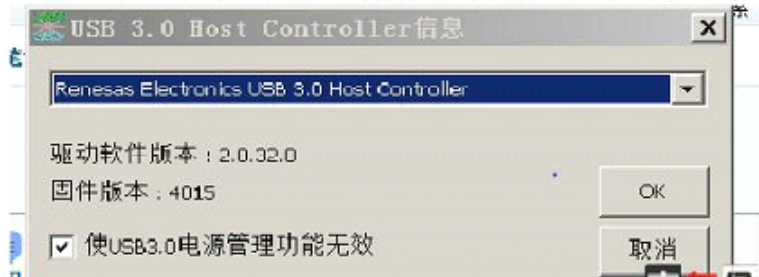 USB 3.0 Host Controller信息
Renesas Electronics USB 3.0 Host Controller
驱动软件版本：2.0.32.0
固件版本：4015
OK
使USB3.0电源管理功能无效
取消